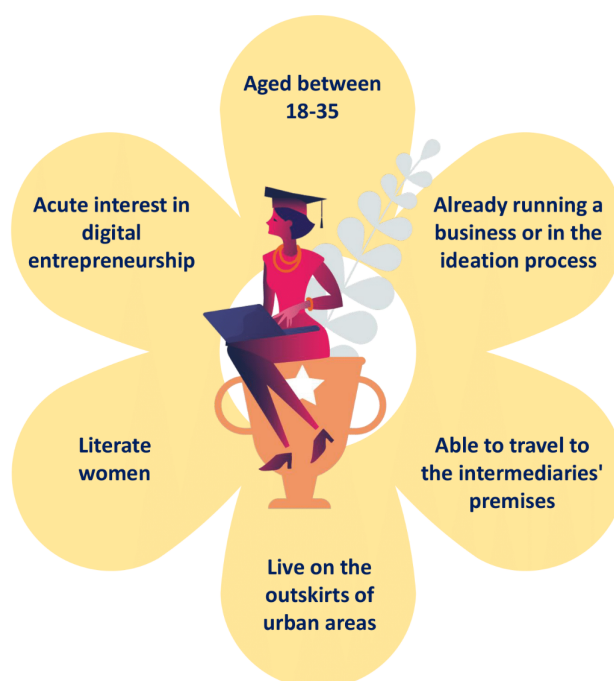 Aged between
18-35
Acute interest in
digital
entrepreneurship
Already running a
business or in the
ideation process
Literate
women
Able to travel to
the intermediaries'
premises
Live on the
outskirts of
urban areas